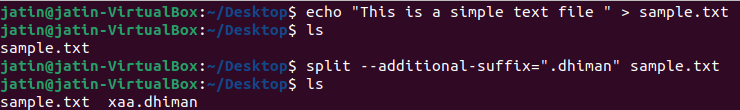 jatin@jatin-VirtualBox:~/Desktop$ echo "This is a simple text file " > sample.txt
jatin@jatin-VirtualBox:~/Desktop$ ls
sample.txt
jatin@jatin-VirtualBox:~/Desktop$ split --additional-suffix=".dhiman" sample.txt
jatin@jatin-VirtualBox:~/Desktop$ ls
sample.txt  xaa.dhiman